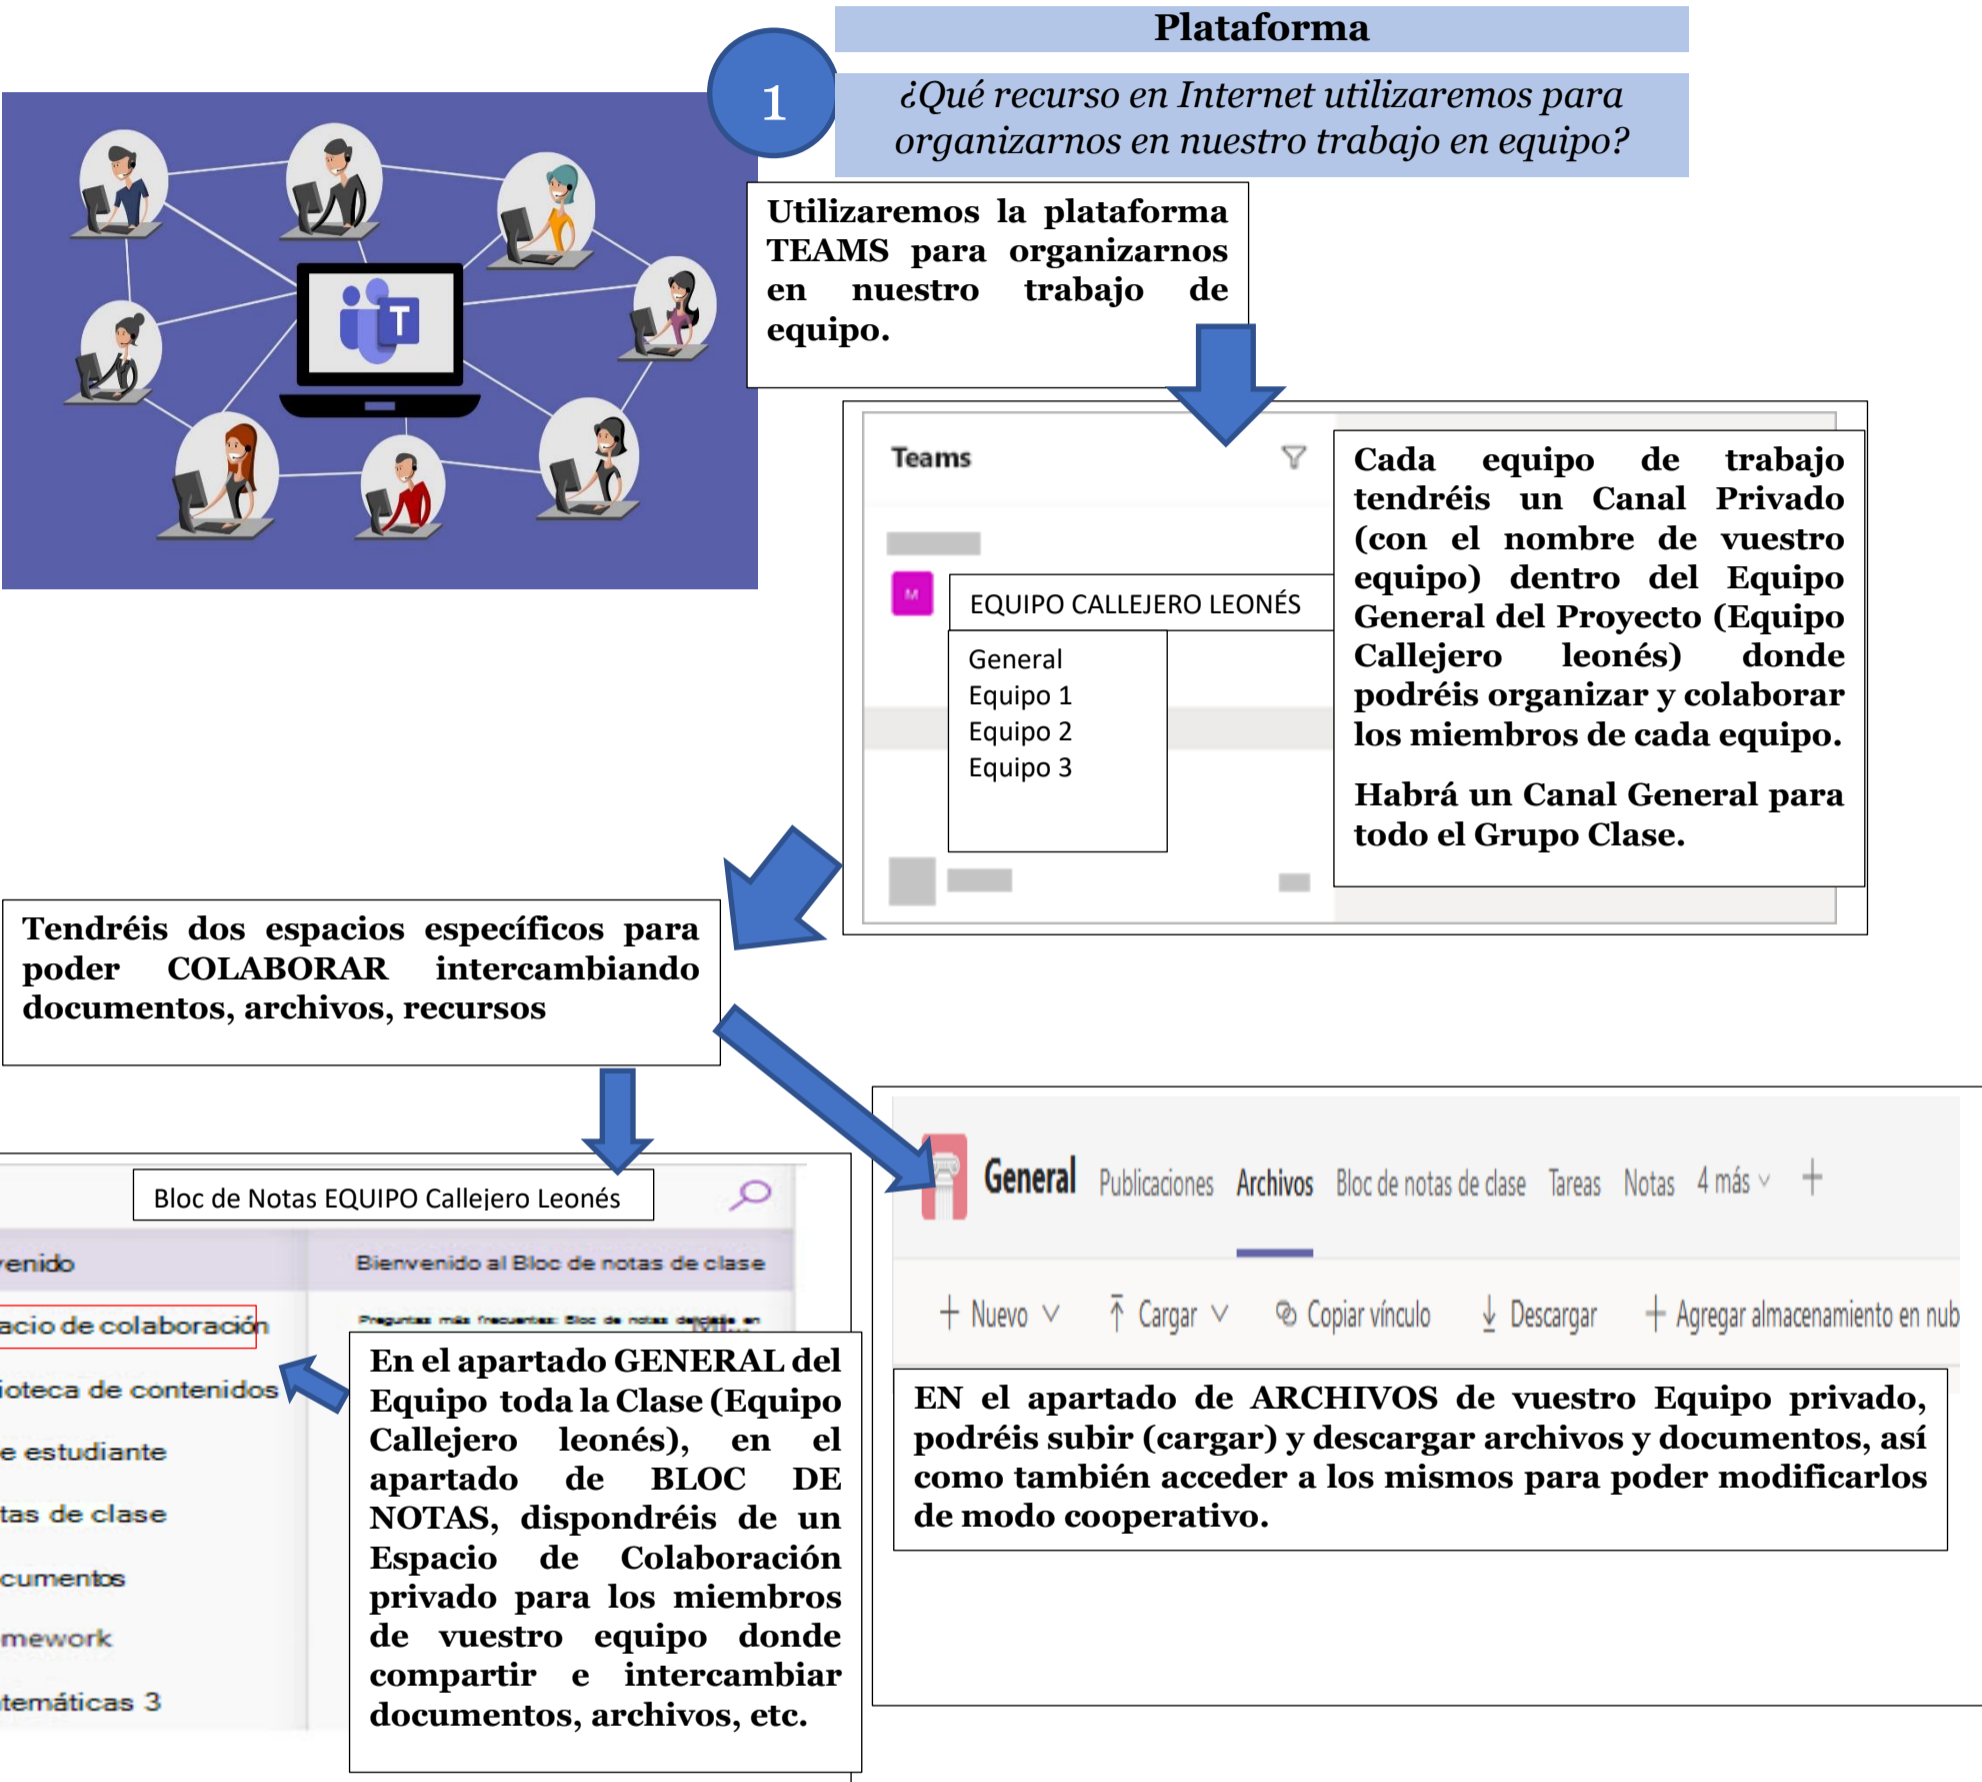 Plataforma
1
¿Qué recurso en Internet utilizaremos para
organizarnos en nuestro trabajo en equipo?
T
Utilizaremos la plataforma
TEAMS para organizarnos
en nuestro trabajo de
equipo.
Teams
M
EQUIPO CALLEJERO LEONÉS
General
Equipo 1
Equipo 2
Equipo 3
Cada equipo de trabajo
tendréis un Canal Privado
(con el nombre de vuestro
equipo) dentro del Equipo
General del Proyecto (Equipo
Callejero leonés) donde
podréis organizar y colaborar
los miembros de cada equipo.
Habrá un Canal General para
todo el Grupo Clase.
Tendréis dos espacios específicos para
poder COLABORAR intercambiando
documentos, archivos, recursos
Bloc de Notas EQUIPO Callejero Leonés
venido
acio de colaboración
ioteca de contenidos
e estudiante
tas de clase
cumentos
mework
temáticas 3
Bienvenido al Bloc de notas de clase
Preguntas más frecuentes: Bloc de notas de clase en
En el apartado GENERAL del
Equipo toda la Clase (Equipo
Callejero leonés), en el
apartado de BLOC DE
NOTAS, dispondréis de un
Espacio de Colaboración
privado para los miembros
de vuestro equipo donde
compartir e intercambiar
documentos, archivos, etc.
General Publicaciones Archivos Bloc de notas de clase Tareas Notas 4 más +
+ Nuevo Cargar Copiar vínculo Descargar + Agregar almacenamiento en nub
EN el apartado de ARCHIVOS de vuestro Equipo privado,
podréis subir (cargar) y descargar archivos y documentos, así
como también acceder a los mismos para poder modificarlos
de modo cooperativo.